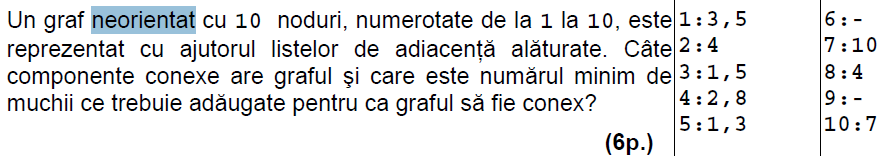 Un graf neorientat cu 10 noduri, numerotate de la 1 la 10, este
reprezentat cu ajutorul listelor de adiacență alăturate. Câte
componente conexe are graful şi care este numărul minim de
muchii ce trebuie adăugate pentru ca graful să fie conex?
(6p.)
1:3,5
2:4
3:1,5
4:2,8
5:1,3
6:-
7:10
8:4
9:-
10:7